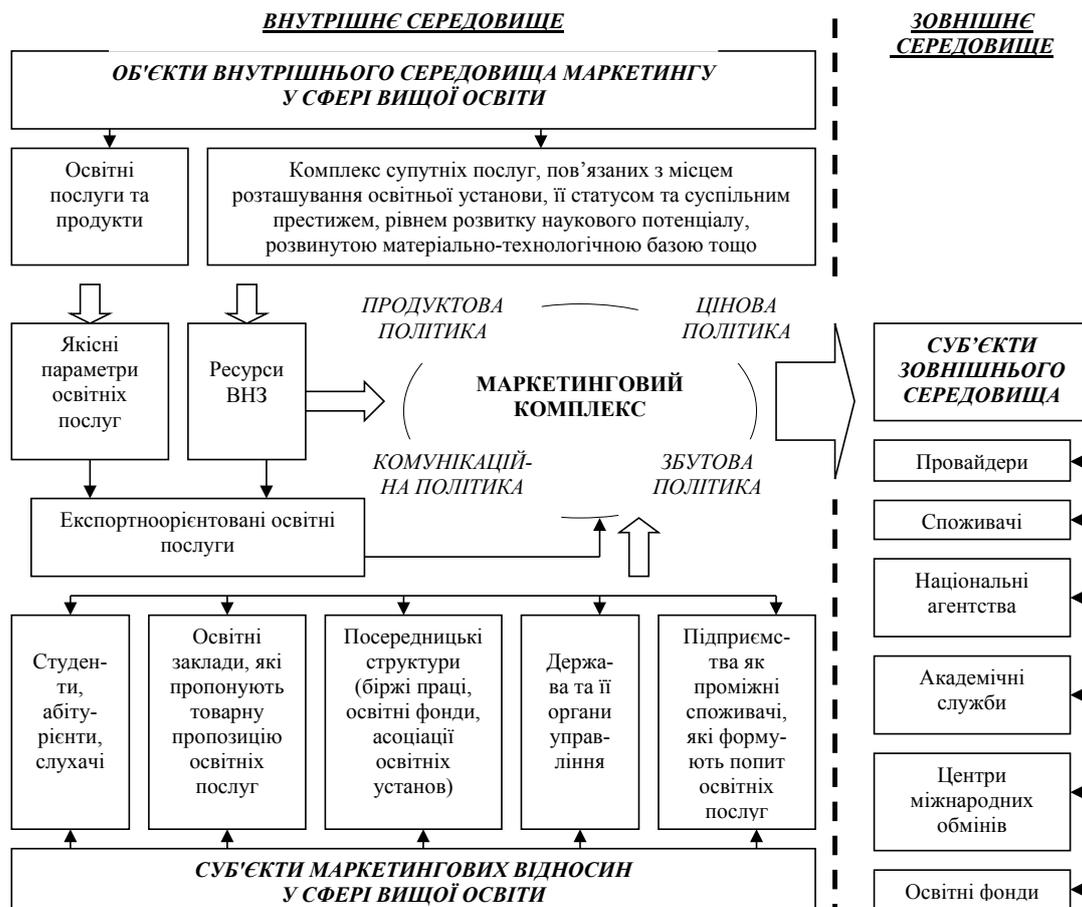 ВНУТРІШНЄ СЕРЕДОВИЩЕ
ОБ'ЄКТИ ВНУТРІШНЬОГО СЕРЕДОВИЩА МАРКЕТИНГУ
У СФЕРІ ВИЩОЇ ОСВІТИ
Освітні
послуги та
продукти
Комплекс супутніх послуг, пов’язаних з місцем
розташування освітньої установи, її статусом та суспільним
престижем, рівнем розвитку наукового потенціалу,
розвинутою матеріально-технологічною базою тощо
Якісні
параметри
освітніх
послуг
Ресурси
ВНЗ
ПРОДУКТОВА
ПОЛІТИКА
ЦІНОВА
ПОЛІТИКА
МАРКЕТИНГОВИЙ
КОМПЛЕКС
КОМУНІКАЦІЙ-
НА ПОЛІТИКА
ЗБУТОВА
ПОЛІТИКА
Експортноорієнтовані освітні
послуги
Студен-
ти,
абіту-
рієнти,
слухачі
Освітні
заклади, які
пропонують
товарну
пропозицію
освітніх
послуг
Посередницькі
структури
(біржі праці,
освітні фонди,
асоціації
освітніх
установ)
Держа-
ва та її
органи
управ-
ління
Підприємс-
тва як
проміжні
споживачі,
які форму-
ють попит
освітніх
послуг
СУБ'ЄКТИ МАРКЕТИНГОВИХ ВІДНОСИН
У СФЕРІ ВИЩОЇ ОСВІТИ
ЗОВНІШНЄ
СЕРЕДОВИЩЕ
СУБ’ЄКТИ
ЗОВНІШНЬОГО
СЕРЕДОВИЩА
Провайдери
Споживачі
Національні
агентства
Академічні
служби
Центри
міжнародних
обмінів
Освітні фонди